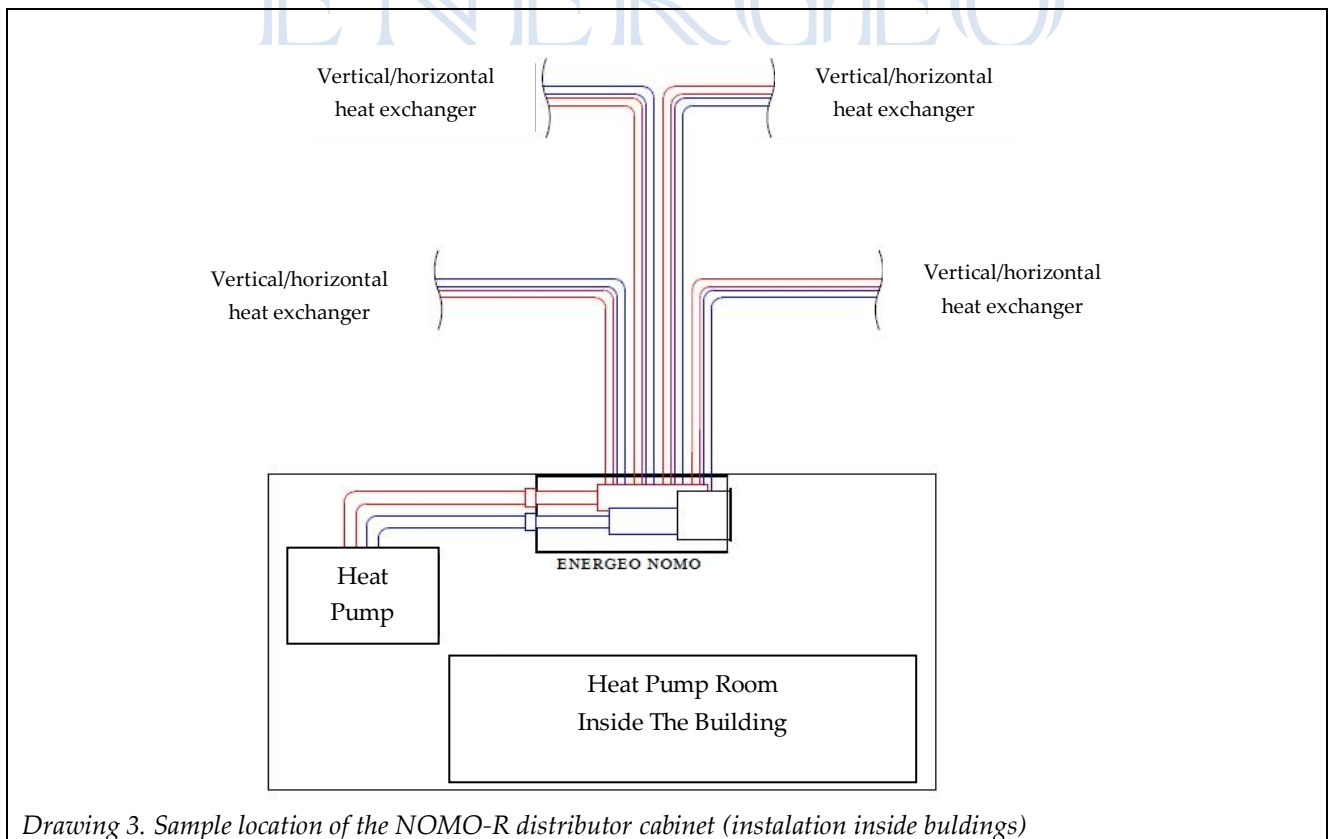 ENERGEO
Vertical/horizontal
heat exchanger
Vertical/horizontal
heat exchanger
Vertical/horizontal
heat exchanger
Vertical/horizontal
heat exchanger
ENERGEO NOMO
Heat
Pump
Heat Pump Room
Inside The Building
Drawing 3. Sample location of the NOMO-R distributor cabinet (instalation inside buldings)